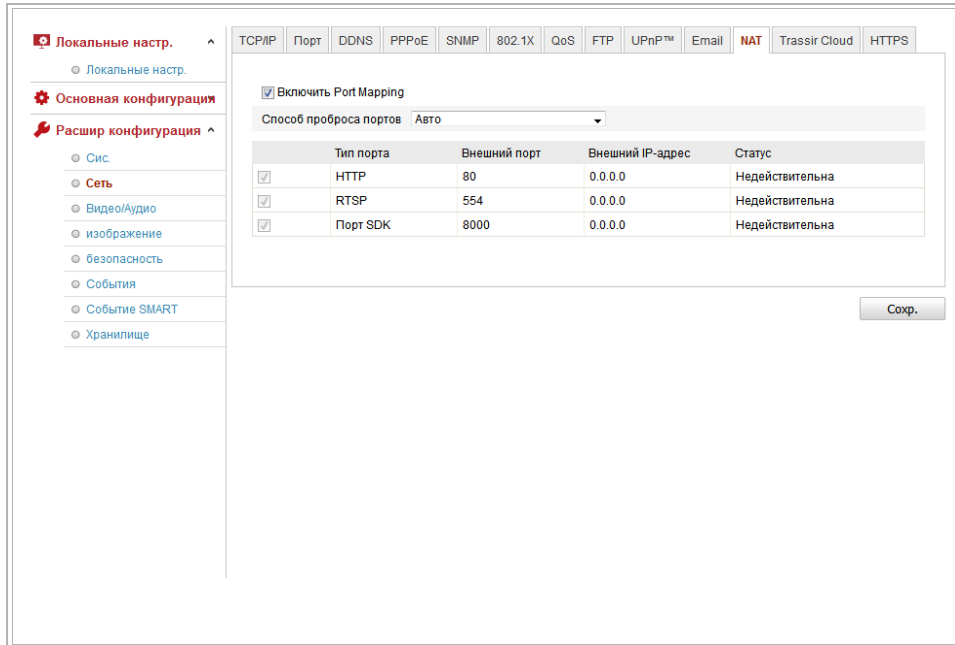 Локальные настр.
Локальные настр.
Основная конфигурация
Расшир конфигурация
Сис.
Сеть
Видео/Аудио
изображение
безопасность
События
Событие SMART
Хранилище
TCP/IP Порт DDNS PPPoE SNMP 802.1X QoS FTP UPnP™ Email NAT Trassir Cloud HTTPS
Включить Port Mapping
Способ проброса портов Авто
Тип порта Внешний порт Внешний IP-адрес Статус
HTTP 80 0.0.0.0 Недействительна
RTSP 554 0.0.0.0 Недействительна
Порт SDK 8000 0.0.0.0 Недействительна
Сохр.